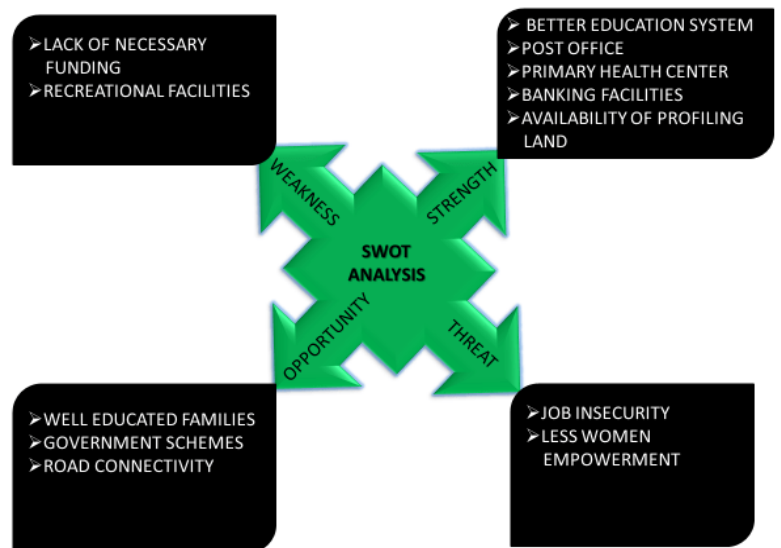 ➢LACK OF NECESSARY
FUNDING
➢RECREATIONAL FACILITIES
➢ BETTER EDUCATION SYSTEM
➢POST OFFICE
➢PRIMARY HEALTH CENTER
➢BANKING FACILITIES
➢AVAILABILITY OF PROFILING
LAND
WEAKNESS
STRENGTH
SWOT
ANALYSIS
OPPORTUNITY
THREAT
➢WELL EDUCATED FAMILIES
➢GOVERNMENT SCHEMES
➢ROAD CONNECTIVITY
➢JOB INSECURITY
➢LESS WOMEN
EMPOWERMENT